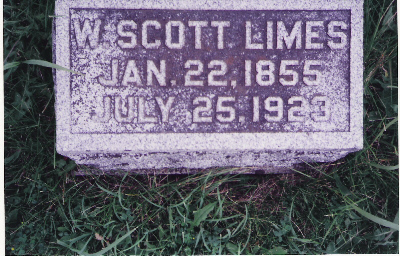 W. SCOTT LIMES
JAN. 22, 1855
JULY 25, 1923